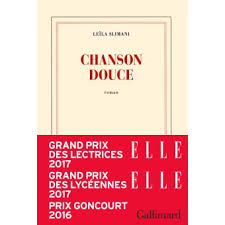 LEÏLA SLIMANI
CHANSON
DOUCE
roman
GRAND PRIX
DES LECTRICES
2017
ELLE
GRAND PRIX
DES LYCÉENNES
2017
ELLE
PRIX GONCOURT
2016
Gallimard